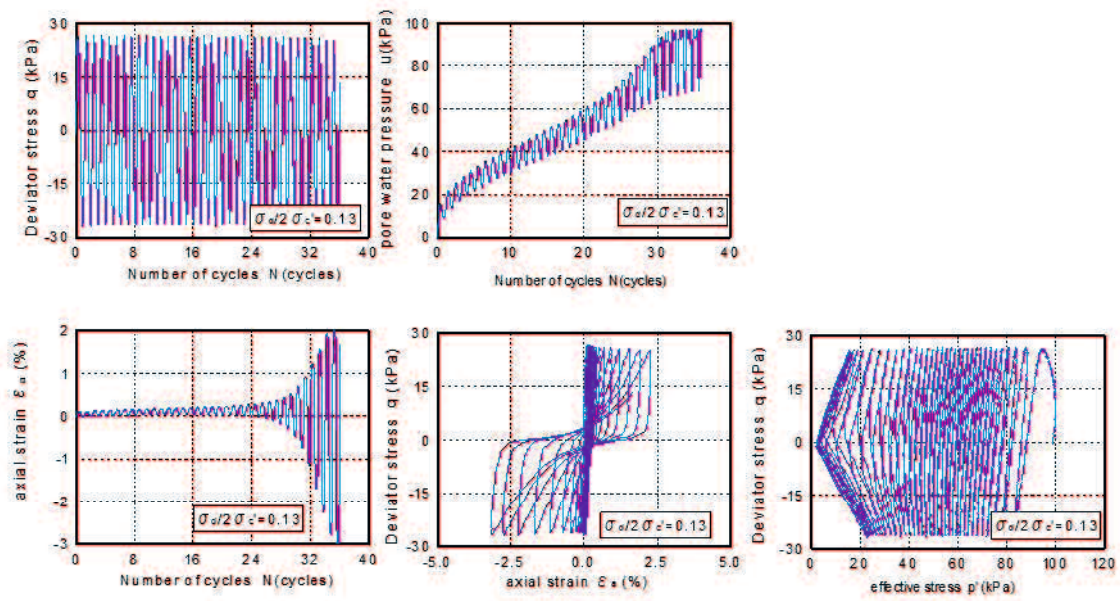 Deviator stress q (kPa)
30
15
0
-15
-30
σd/2σc'=0.13
0 8 16 24 32 40
Number of cycles N(cycles)
pore water pressure u(kPa)
100
80
60
40
20
0
σd/2σc'=0.13
0 10 20 30 40
Number of cycles N(cycles)
axial strain εa (%)
2
1
0
-1
-2
-3
σd/2σc'=0.13
0 8 16 24 32 40
Number of cycles N(cycles)
Deviator stress q (kPa)
30
15
0
-15
-30
σd/2σc'=0.13
-5.0 -2.5 0.0 2.5 5.0
axial strain εa (%)
Deviator stress q (kPa)
30
15
0
-15
-30
σd/2σc'=0.13
0 20 40 60 80 100 120
effective stress p'(kPa)